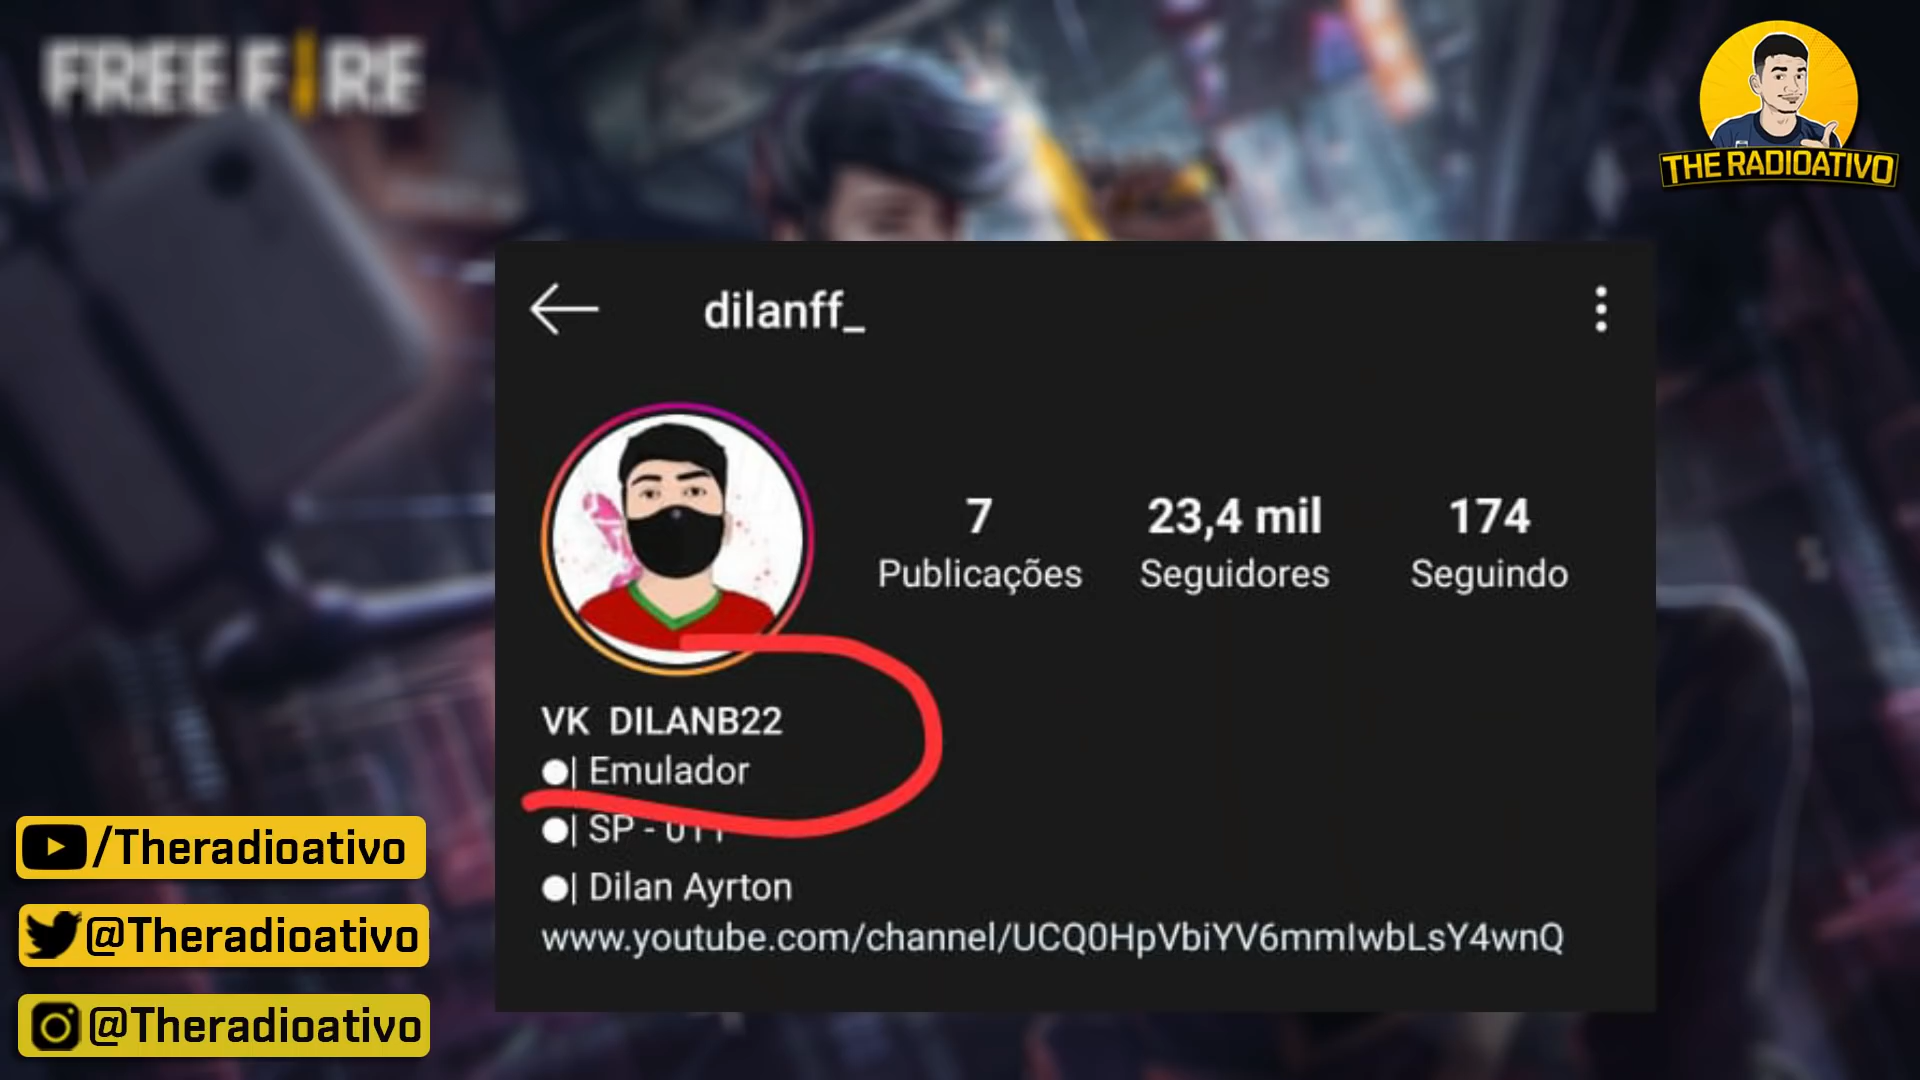 FREE FIRE
THE RADIOATIVO
dilanff_
7
Publicações
23,4 mil
Seguidores
174
Seguindo
VK DILANB22
●| Emulador
●| SP - 011
●| Dilan Ayrton
www.youtube.com/channel/UCQ0HpVbiYV6mmIwbLsY4wnQ
/Theradioativo
@Theradioativo
@Theradioativo